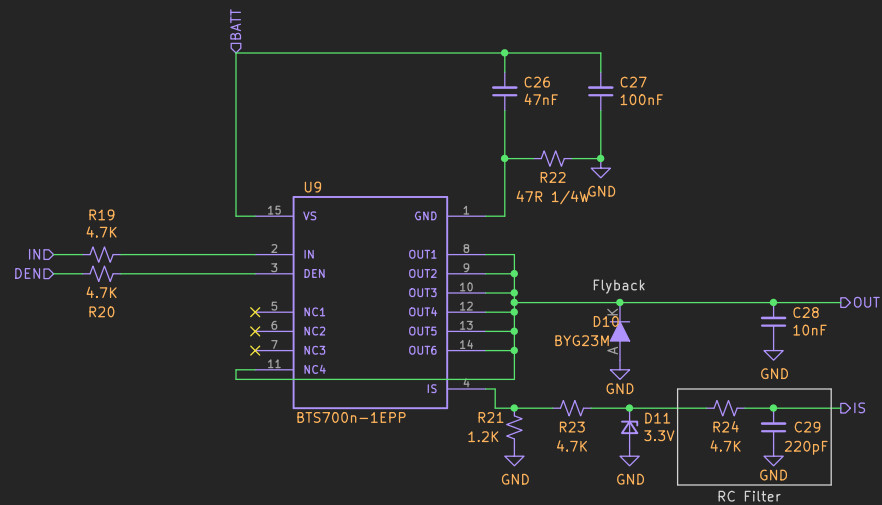 BATT
C26
47nF
C27
100nF
R22
47R 1/4W
GND
U9
15 VS
GND 1
R19
4.7K
IN
2 IN
DEN
3 DEN
4.7K
R20
OUT1 8
OUT2 9
OUT3 10
OUT4 12
OUT5 13
OUT6 14
5 NC1
6 NC2
7 NC3
11 NC4
IS 4
BTS700n-1EPP
Flyback
K
D10
BYG23M
A
GND
OUT
C28
10nF
GND
R21
1.2K
GND
R23
4.7K
D11
3.3V
GND
R24
4.7K
C29
220pF
GND
IS
RC Filter